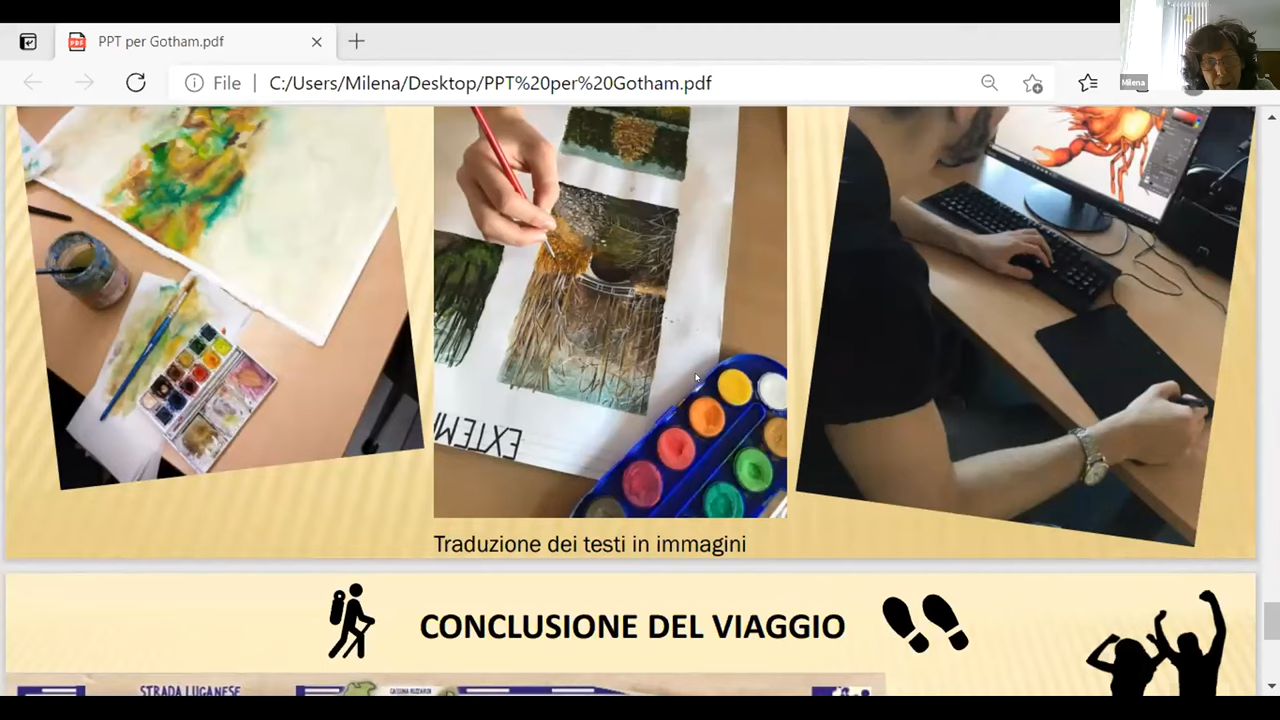 PPT per Gotham.pdf
File
C:/Users/Milena/Desktop/PPT%20per%20Gotham.pdf
Milena
Traduzione dei testi in immagini
CONCLUSIONE DEL VIAGGIO
STRADA LUGANESE